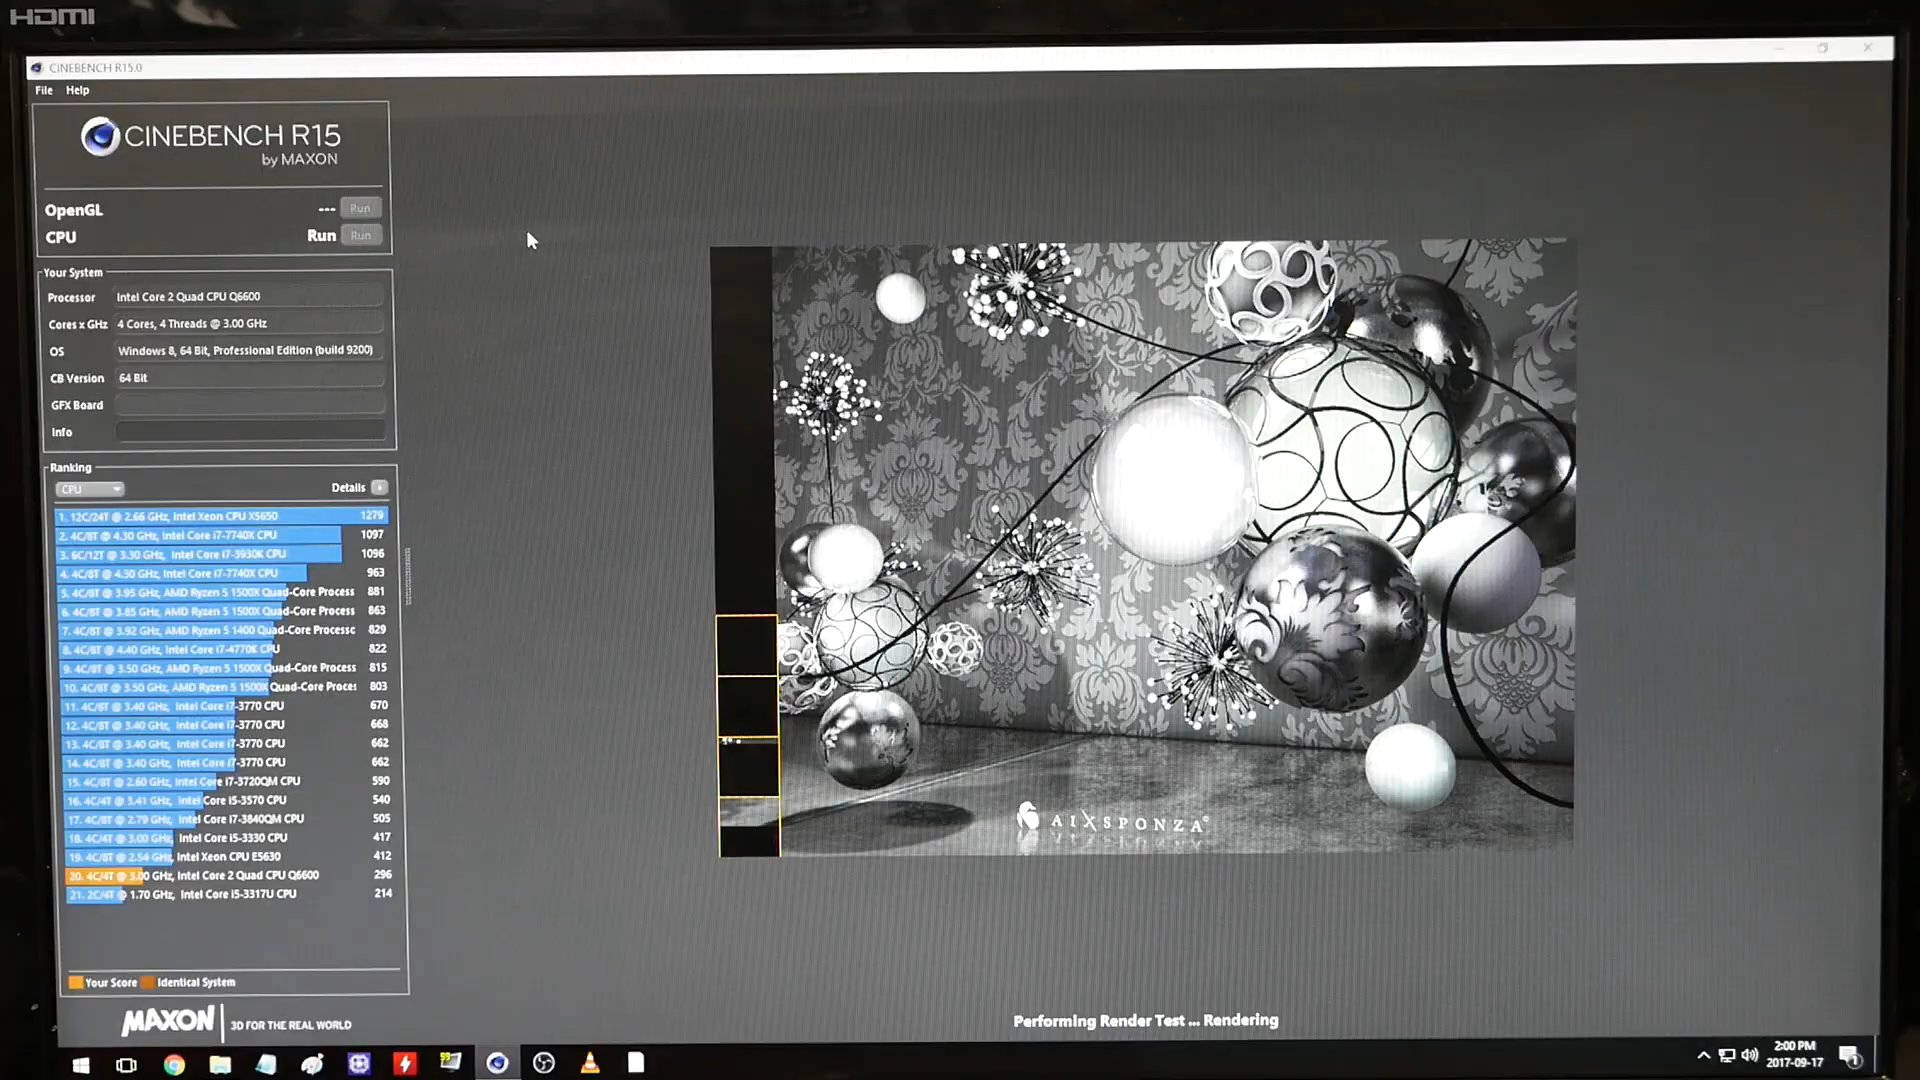 HDMI
CINEBENCH R15.0
File Help
CINEBENCH R15
by MAXON
OpenGL --- Run
CPU Run Run
Your System
Processor Intel Core 2 Quad CPU Q6600
Cores x GHz 4 Cores, 4 Threads @ 3.00 GHz
OS Windows 8, 64 Bit, Professional Edition (build 9200)
CB Version 64 Bit
GFX Board
Info
Ranking
CPU Details +
1. 12C/24T @ 2.66 GHz, Intel Xeon CPU X5650 1279
2. 4C/8T @ 4.30 GHz, Intel Core i7-7740X CPU 1097
3. 6C/12T @ 3.30 GHz, Intel Core i7-3930K CPU 1096
4. 4C/8T @ 4.30 GHz, Intel Core i7-7740X CPU 963
5. 4C/8T @ 3.95 GHz, AMD Ryzen 5 1500X Quad-Core Process 881
6. 4C/8T @ 3.85 GHz, AMD Ryzen 5 1500X Quad-Core Process 863
7. 4C/8T @ 3.92 GHz, AMD Ryzen 5 1400 Quad-Core Processc 829
8. 4C/8T @ 4.40 GHz, Intel Core i7-4770K CPU 822
9. 4C/8T @ 3.50 GHz, AMD Ryzen 5 1500X Quad-Core Process 815
10. 4C/8T @ 3.50 GHz, AMD Ryzen 5 1500X Quad-Core Proces 803
11. 4C/8T @ 3.40 GHz, Intel Core i7-3770 CPU 670
12. 4C/8T @ 3.40 GHz, Intel Core i7-3770 CPU 668
13. 4C/8T @ 3.40 GHz, Intel Core i7-3770 CPU 662
14. 4C/8T @ 3.40 GHz, Intel Core i7-3770 CPU 662
15. 4C/8T @ 2.60 GHz, Intel Core i7-3720QM CPU 590
16. 4C/4T @ 3.41 GHz, Intel Core i5-3570 CPU 540
17. 4C/8T @ 2.79 GHz, Intel Core i7-3840QM CPU 505
18. 4C/4T @ 3.00 GHz, Intel Core i5-3330 CPU 417
19. 4C/8T @ 2.54 GHz, Intel Xeon CPU E5630 412
20. 4C/4T @ 3.00 GHz, Intel Core 2 Quad CPU Q6600 296
21. 2C/4T @ 1.70 GHz, Intel Core i5-3317U CPU 214
Your Score Identical System
MAXON 3D FOR THE REAL WORLD
AIXSPONZA©
Performing Render Test ... Rendering
99
2:00 PM
2017-09-17
1